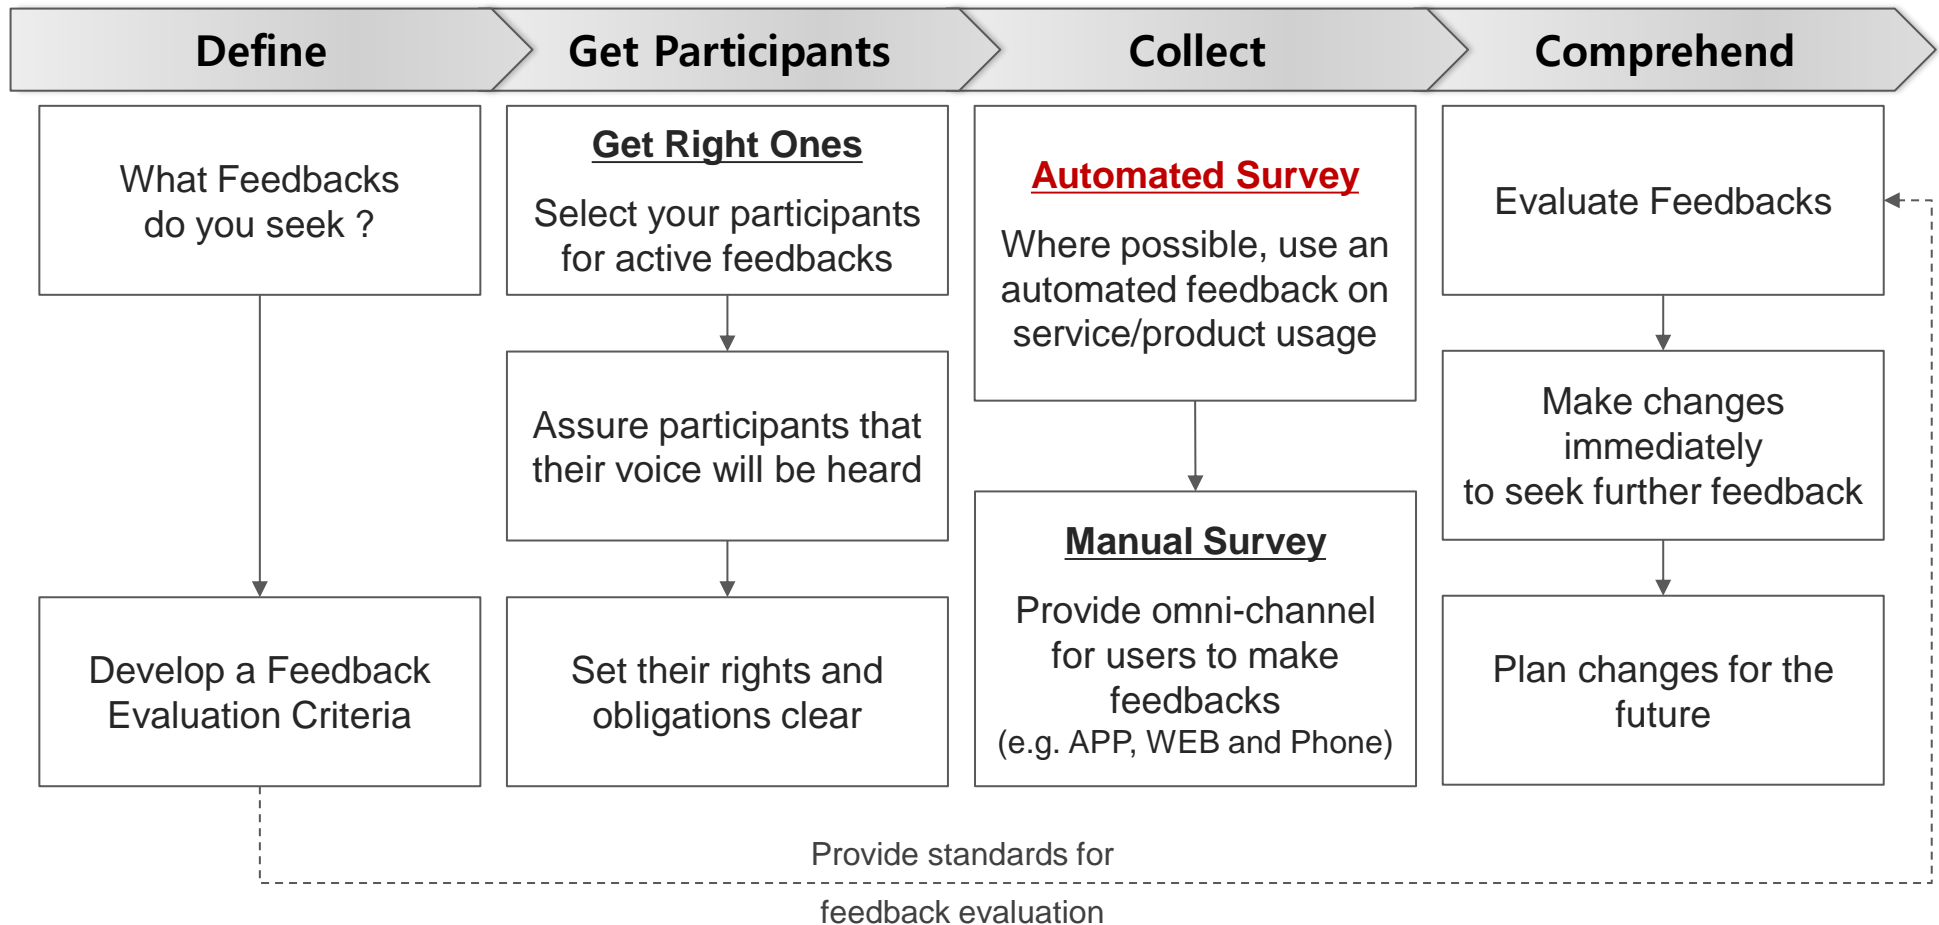 Define
Get Participants
Collect
Comprehend
What Feedbacks
do you seek ?
Develop a Feedback
Evaluation Criteria
Get Right Ones
Select your participants
for active feedbacks
Assure participants that
their voice will be heard
Set their rights and
obligations clear
Automated Survey
Where possible, use an
automated feedback on
service/product usage
Manual Survey
Provide omni-channel
for users to make
feedbacks
(e.g. APP, WEB and Phone)
Evaluate Feedbacks
Make changes
immediately
to seek further feedback
Plan changes for the
future
Provide standards for
feedback evaluation